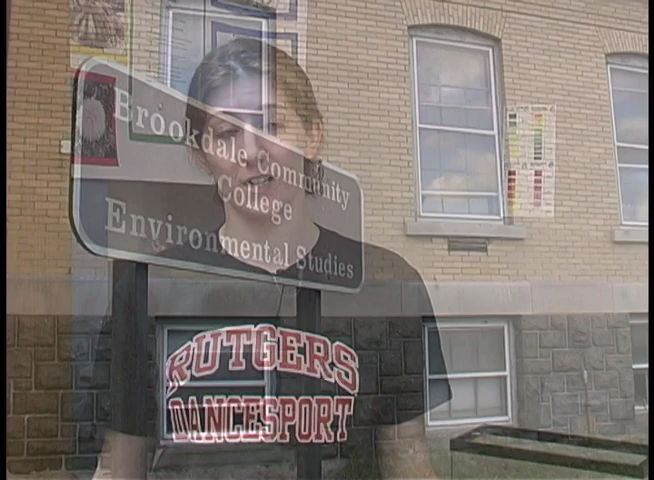 Brookdale Community
College
Environmental Studies
RUTGERS
DANCESPORT